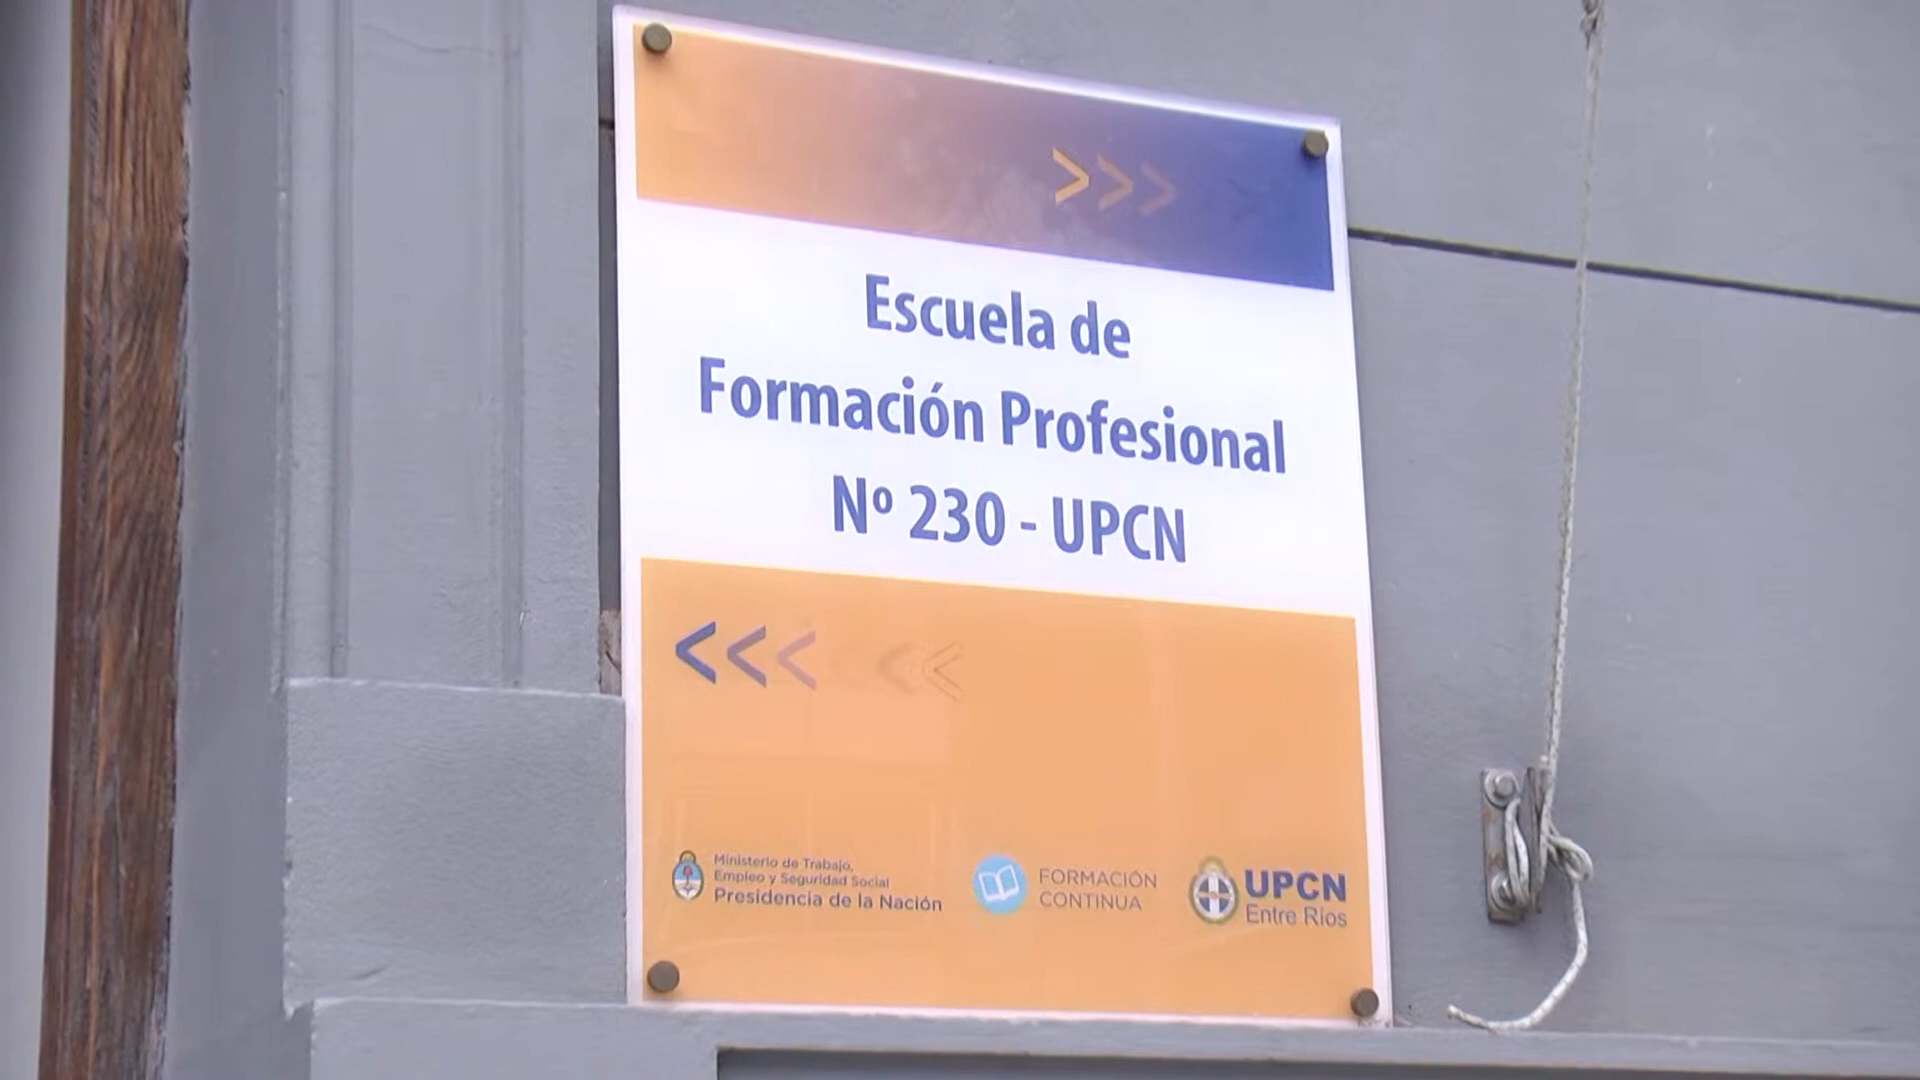 Escuela de
Formación Profesional
Nº 230 - UPCN
Ministerio de Trabajo,
Empleo y Seguridad Social
Presidencia de la Nación
FORMACIÓN
CONTINUA
UPCN
Entre Ríos